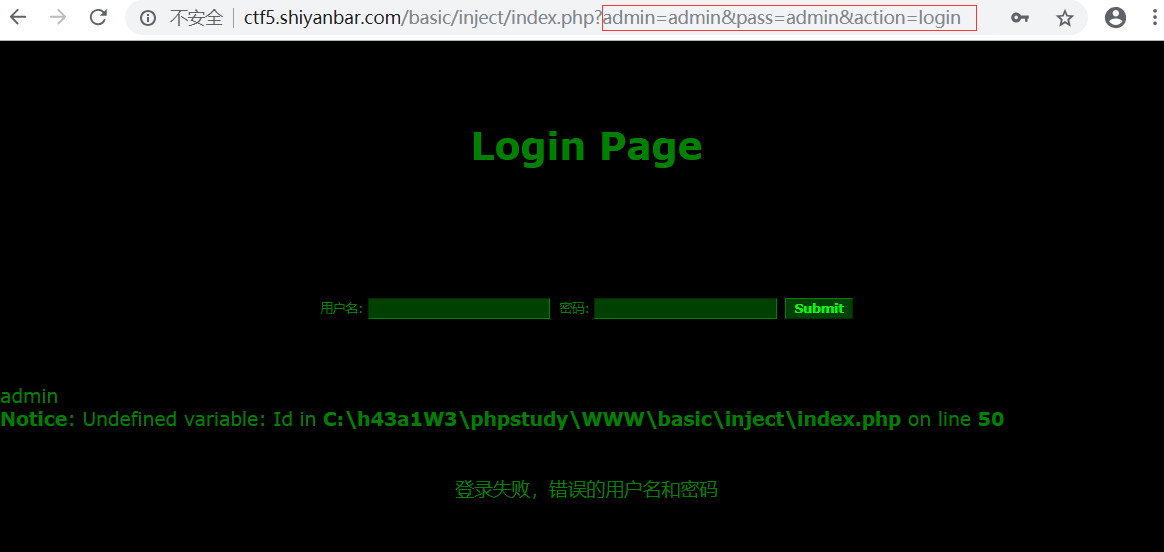 不安全 ctf5.shiyanbar.com/basic/inject/index.php?admin=admin&pass=admin&action=login
Login Page
用户名: 密码: Submit
admin
Notice: Undefined variable: Id in C:\h43a1W3\phpstudy\WWW\basic\inject\index.php on line 50
登录失败，错误的用户名和密码